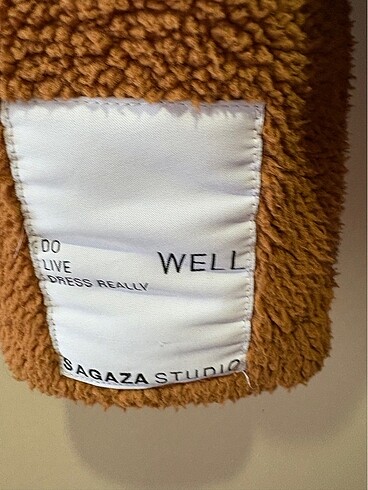 DO
LIVE WELL
DRESS REALLY
SAGAZA STUDIO